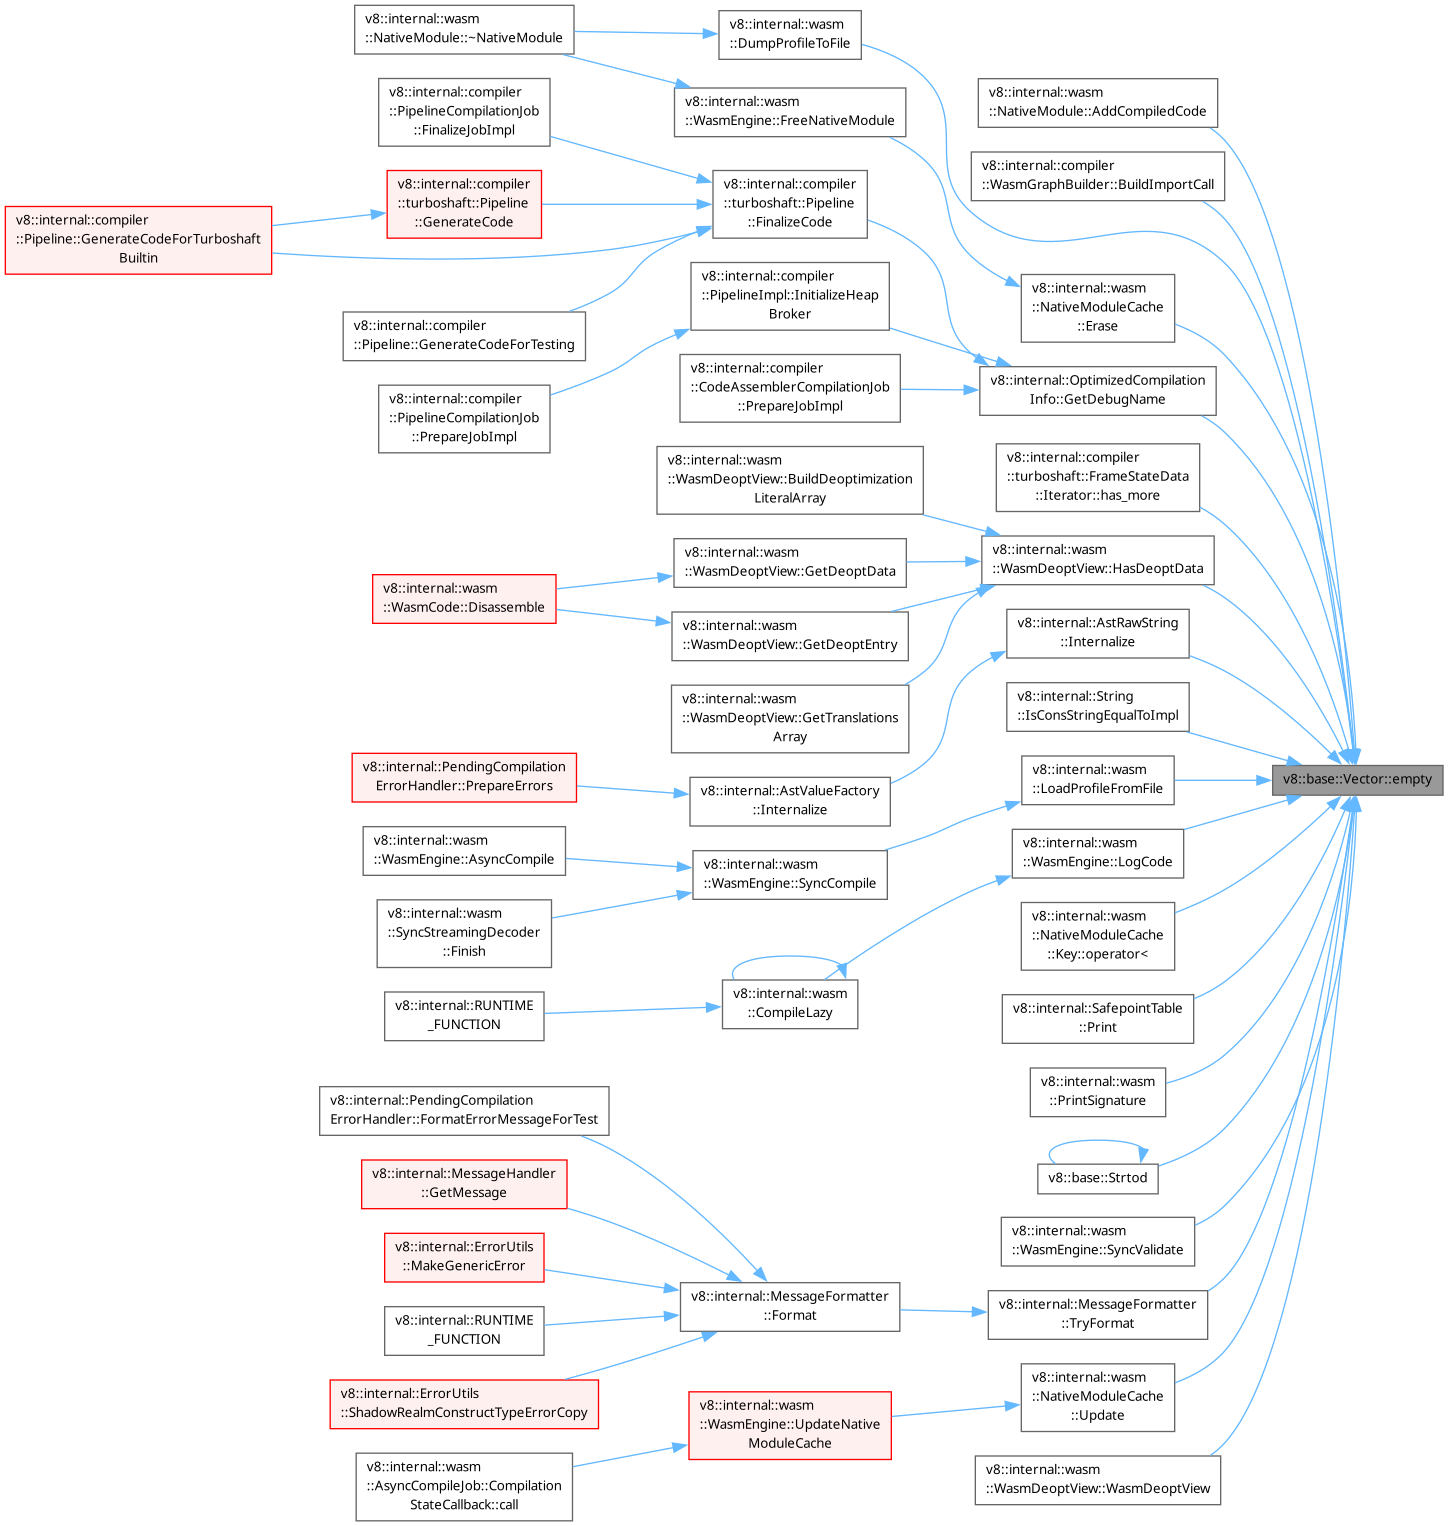 v8::internal::wasm
::NativeModule::~NativeModule
v8::internal::wasm
::DumpProfileToFile
v8::internal::wasm
::NativeModule::AddCompiledCode
v8::internal::compiler
::PipelineCompilationJob
::FinalizeJobImpl
v8::internal::wasm
::WasmEngine::FreeNativeModule
v8::internal::compiler
::WasmGraphBuilder::BuildImportCall
v8::internal::compiler
::turboshaft::Pipeline
::GenerateCode
v8::internal::compiler
::turboshaft::Pipeline
::FinalizeCode
v8::internal::compiler
::Pipeline::GenerateCodeForTurboshaft
Builtin
v8::internal::compiler
::PipelineImpl::InitializeHeap
Broker
v8::internal::wasm
::NativeModuleCache
::Erase
v8::internal::compiler
::Pipeline::GenerateCodeForTesting
v8::internal::compiler
::CodeAssemblerCompilationJob
::PrepareJobImpl
v8::internal::OptimizedCompilation
Info::GetDebugName
v8::internal::compiler
::PipelineCompilationJob
::PrepareJobImpl
v8::internal::wasm
::WasmDeoptView::BuildDeoptimization
LiteralArray
v8::internal::compiler
::turboshaft::FrameStateData
::Iterator::has_more
v8::internal::wasm
::WasmDeoptView::GetDeoptData
v8::internal::wasm
::WasmDeoptView::HasDeoptData
v8::internal::wasm
::WasmCode::Disassemble
v8::internal::wasm
::WasmDeoptView::GetDeoptEntry
v8::internal::AstRawString
::Internalize
v8::internal::wasm
::WasmDeoptView::GetTranslations
Array
v8::internal::String
::IsConsStringEqualToImpl
v8::internal::PendingCompilation
ErrorHandler::PrepareErrors
v8::internal::AstValueFactory
::Internalize
v8::internal::wasm
::LoadProfileFromFile
v8::base::Vector::empty
v8::internal::wasm
::WasmEngine::AsyncCompile
v8::internal::wasm
::WasmEngine::SyncCompile
v8::internal::wasm
::WasmEngine::LogCode
v8::internal::wasm
::SyncStreamingDecoder
::Finish
v8::internal::wasm
::NativeModuleCache
::Key::operator<
v8::internal::RUNTIME
_FUNCTION
v8::internal::wasm
::CompileLazy
v8::internal::SafepointTable
::Print
v8::internal::wasm
::PrintSignature
v8::internal::PendingCompilation
ErrorHandler::FormatErrorMessageForTest
v8::base::Strtod
v8::internal::MessageHandler
::GetMessage
v8::internal::wasm
::WasmEngine::SyncValidate
v8::internal::ErrorUtils
::MakeGenericError
v8::internal::MessageFormatter
::Format
v8::internal::MessageFormatter
::TryFormat
v8::internal::RUNTIME
_FUNCTION
v8::internal::ErrorUtils
::ShadowRealmConstructTypeErrorCopy
v8::internal::wasm
::WasmEngine::UpdateNative
ModuleCache
v8::internal::wasm
::NativeModuleCache
::Update
v8::internal::wasm
::AsyncCompileJob::Compilation
StateCallback::call
v8::internal::wasm
::WasmDeoptView::WasmDeoptView